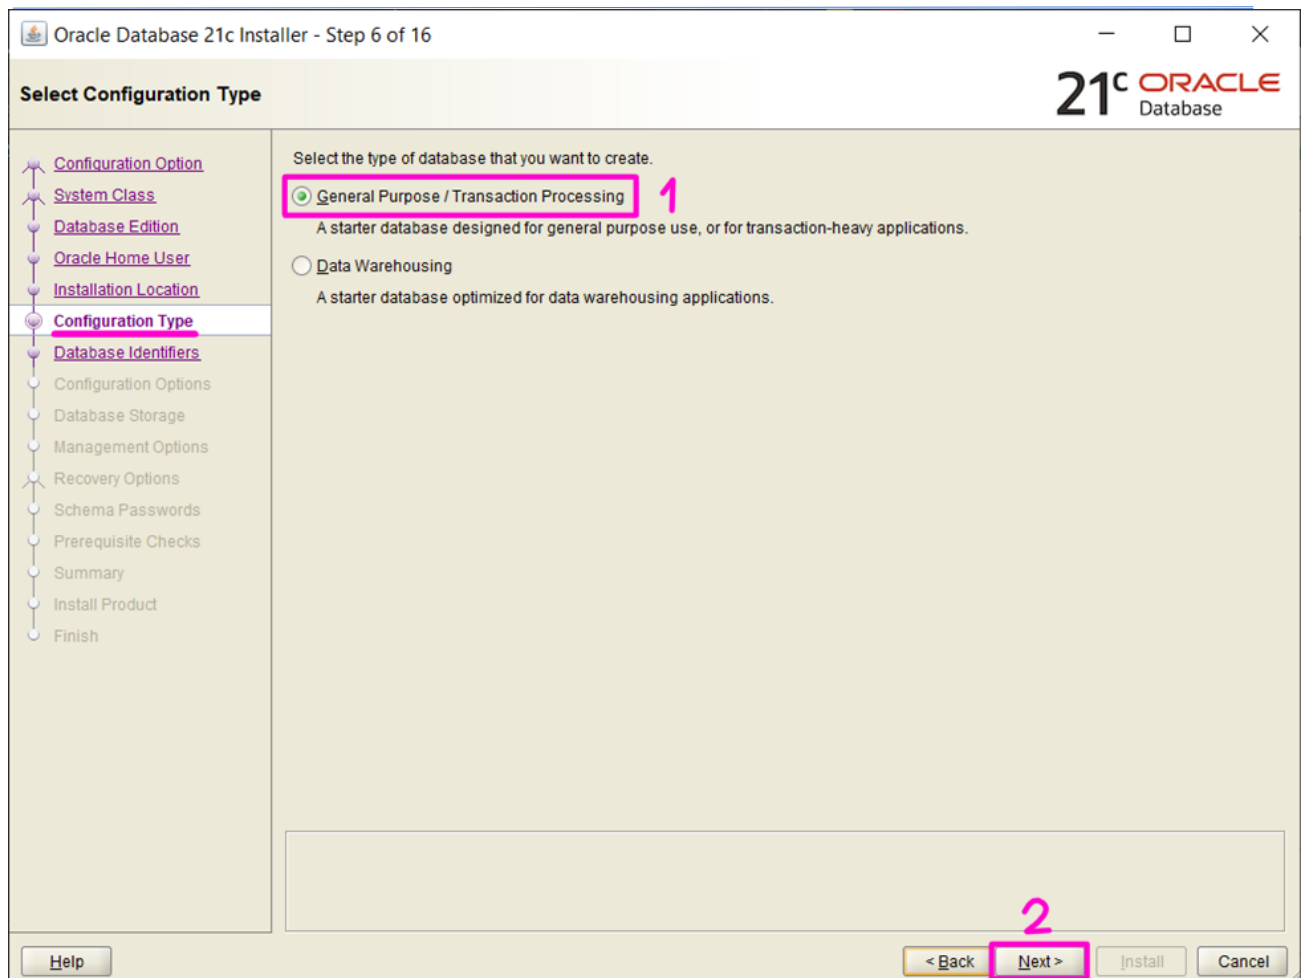 Oracle Database 21c Installer - Step 6 of 16
Select Configuration Type
21c ORACLE
Database
Configuration Option
System Class
Database Edition
Oracle Home User
Installation Location
Configuration Type
Database Identifiers
Configuration Options
Database Storage
Management Options
Recovery Options
Schema Passwords
Prerequisite Checks
Summary
Install Product
Finish
Select the type of database that you want to create.
General Purpose / Transaction Processing 1
A starter database designed for general purpose use, or for transaction-heavy applications.
Data Warehousing
A starter database optimized for data warehousing applications.
2
Help < Back Next > Install Cancel